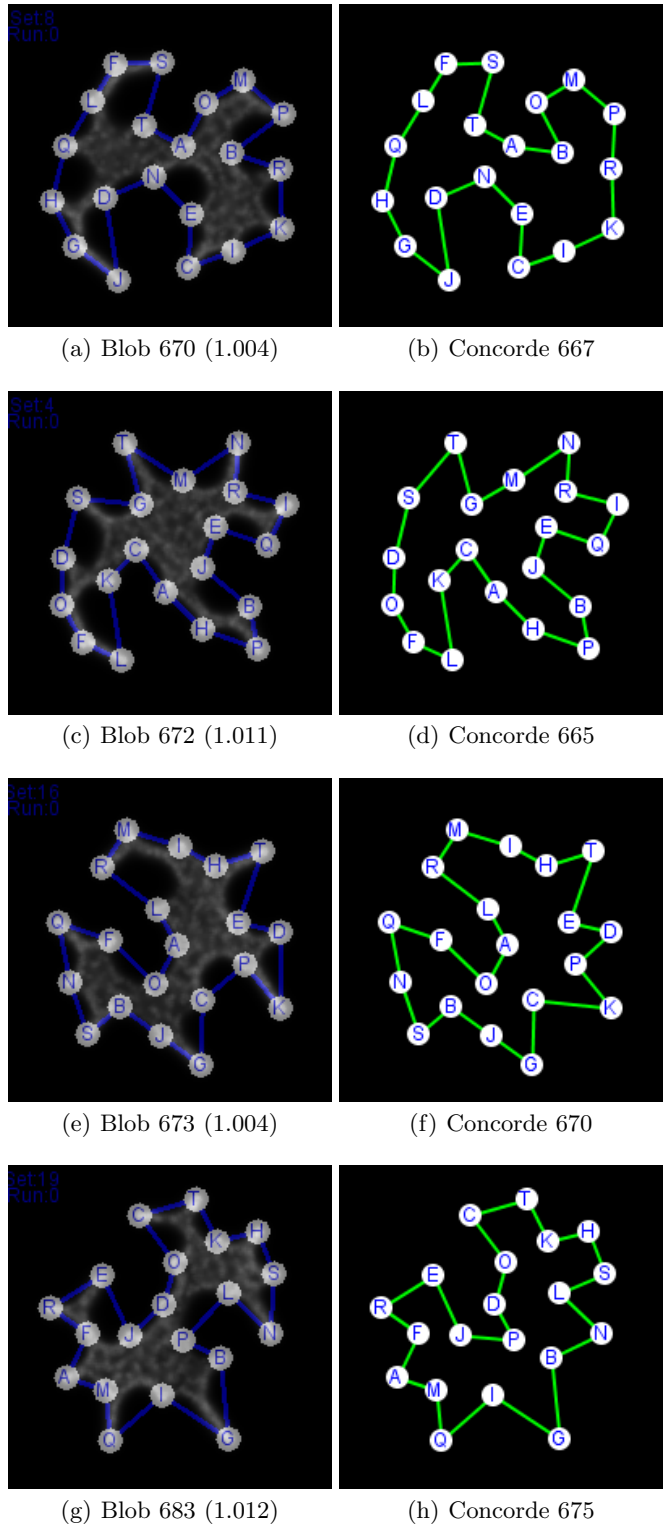 Set:8
Run:0
F S M
L O P
T
Q A B R
D N
H E K
G I
J C
F S M
L O P
T
Q A B R
D N
H E K
G I
J C
(a) Blob 670 (1.004) (b) Concorde 667
Set:4
Run:0
T N
M
S G R I
E Q
D C J
K A
O B
F H P
L
T N
M
S G R I
E Q
D C J
K A
O B
F H P
L
(c) Blob 672 (1.011) (d) Concorde 665
Set:16
Run:0
M I H T
R
L E D
Q F A
P
N O C K
S B J
G
M I H T
R
L E D
Q F A
P
N O C K
S B J
G
(e) Blob 673 (1.004) (f) Concorde 670
Set:19
Run:0
C T
K H
O S
E L
R D N
F J P
B
A M I
Q G
C T
K H
O S
E L
R D N
F J P
B
A M I
Q G
(g) Blob 683 (1.012) (h) Concorde 675